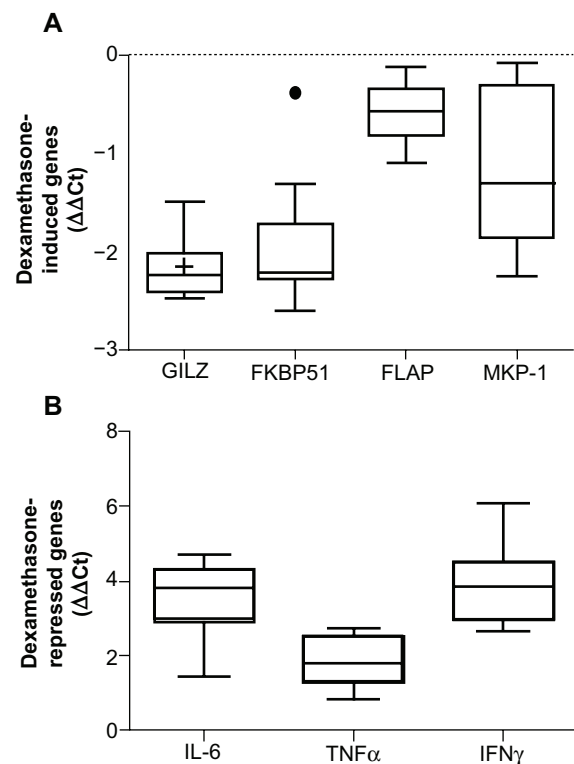 A
Dexamethasone-
induced genes
(ΔΔCt)
0
−1
−2
−3
GILZ
FKBP51
FLAP
MKP-1
B
Dexamethasone-
repressed genes
(ΔΔCt)
8
6
4
2
0
IL-6
TNFα
IFNγ